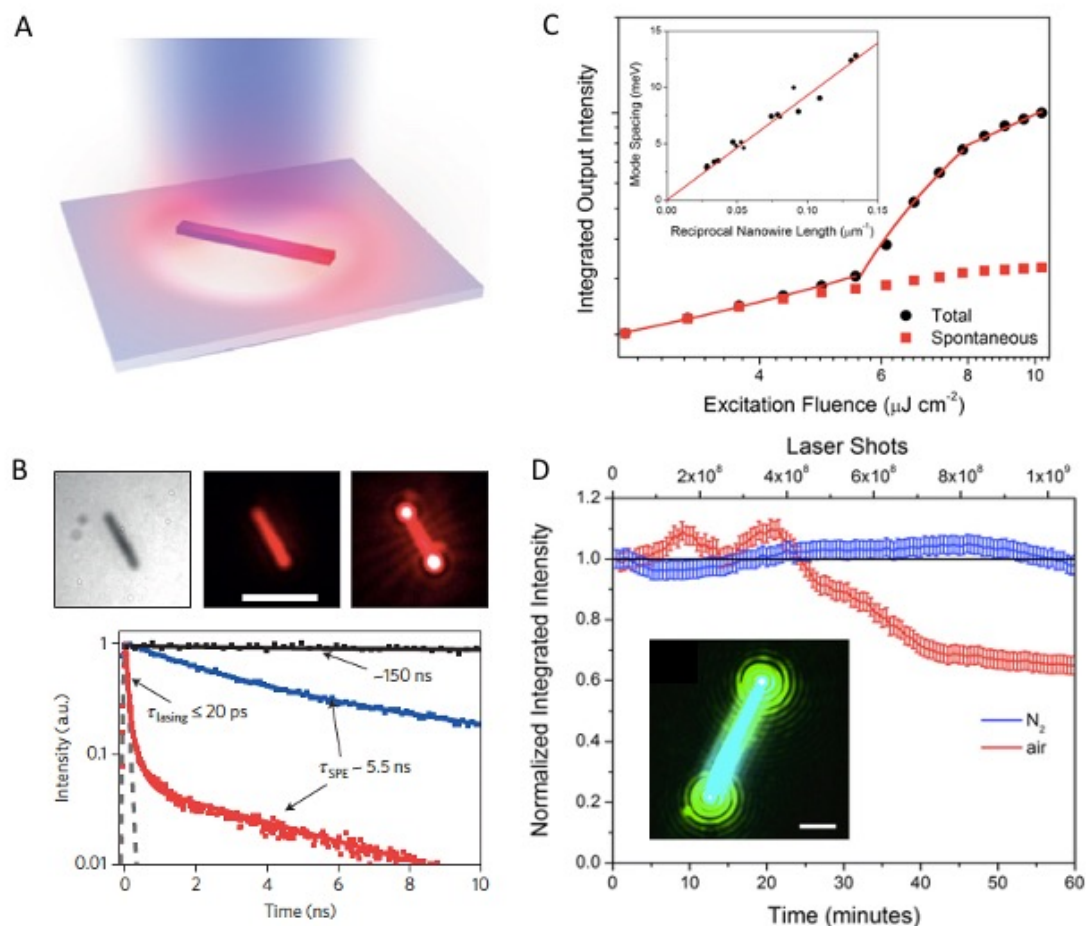 A
B
1
0.1
0.01
Intensity (a.u.)
~150 ns
τlasing ≤ 20 ps
τSPE ~ 5.5 ns
0 2 4 6 8 10
Time (ns)
C
Integrated Output Intensity
15
10
5
0
Mode Spacing (meV)
0.00 0.05 0.10 0.15
Reciprocal Nanowire Length (μm⁻¹)
Total
Spontaneous
4 6 8 10
Excitation Fluence (μJ cm⁻²)
D
Laser Shots
0 2x10⁸ 4x10⁸ 6x10⁸ 8x10⁸ 1x10⁹
1.2
1.0
0.8
0.6
0.4
0.2
0.0
Normalized Integrated Intensity
N₂
air
0 10 20 30 40 50 60
Time (minutes)